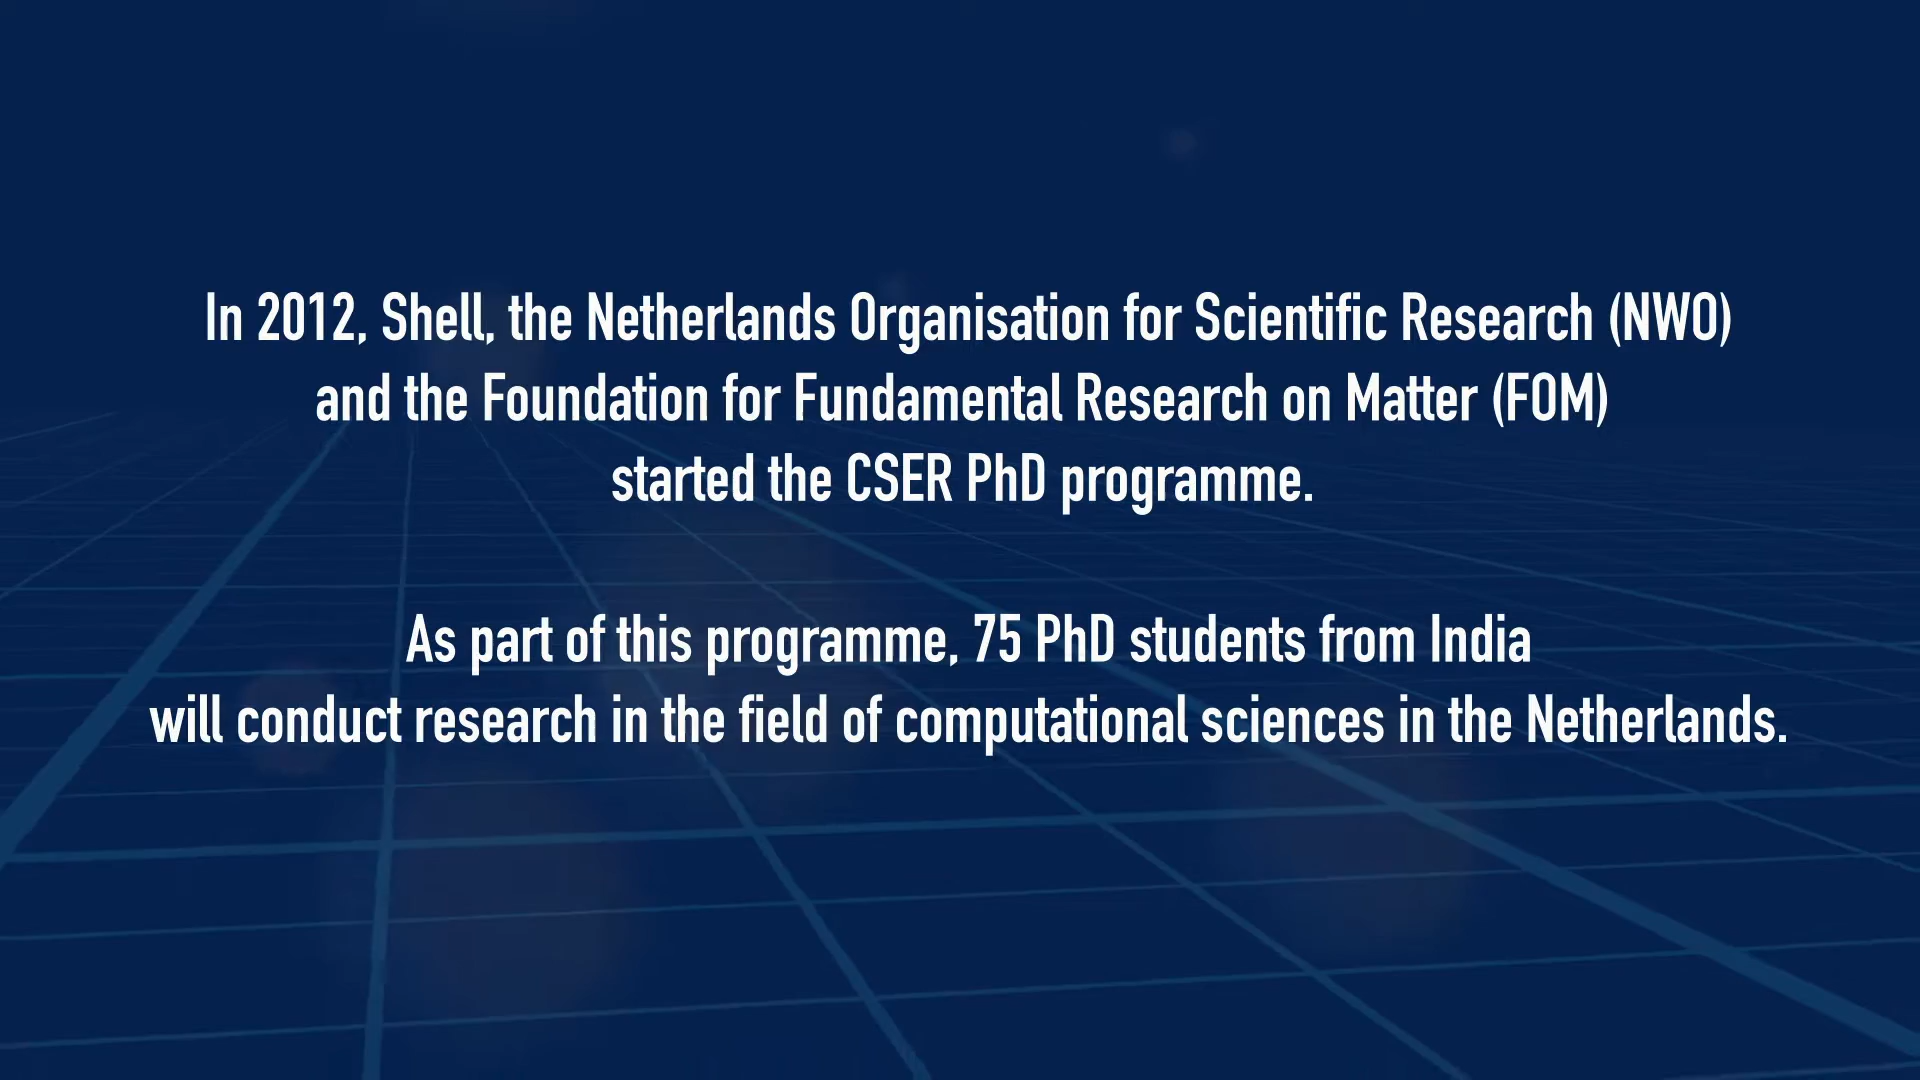 In 2012, Shell, the Netherlands Organisation for Scientific Research (NWO)
and the Foundation for Fundamental Research on Matter (FOM)
started the CSER PhD programme.
As part of this programme, 75 PhD students from India
will conduct research in the field of computational sciences in the Netherlands.